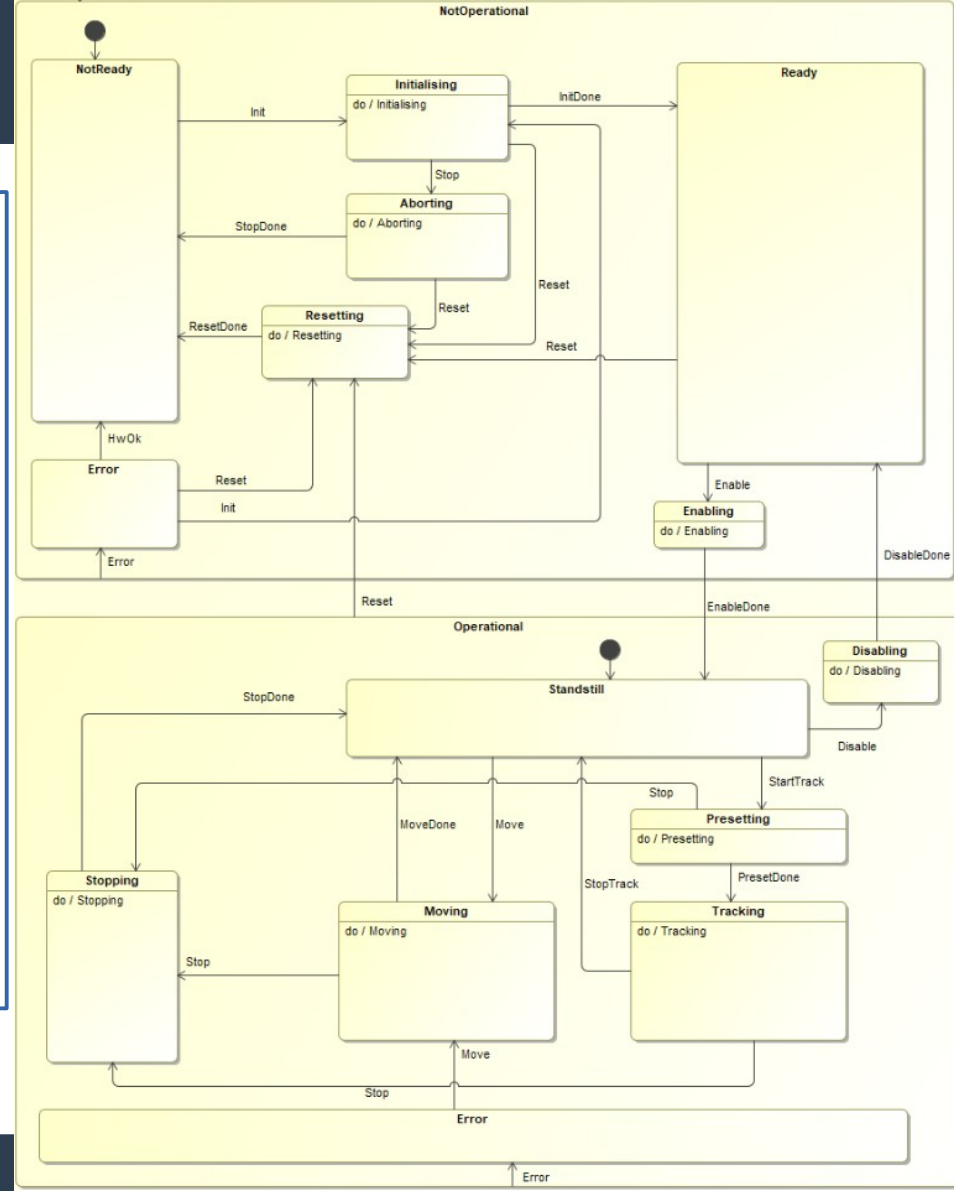 NotOperational
NotReady
Initialising
do / Initialising
Ready
Init
InitDone
Stop
Aborting
do / Aborting
StopDone
Reset
Reset
Resetting
do / Resetting
ResetDone
Reset
HwOk
Error
Reset
Init
Enable
Enabling
do / Enabling
Error
DisableDone
Reset
EnableDone
Operational
Disabling
do / Disabling
Standstill
StopDone
Disable
StartTrack
Stop
Presetting
do / Presetting
MoveDone
Move
PresetDone
StopTrack
Stopping
do / Stopping
Moving
do / Moving
Tracking
do / Tracking
Stop
Move
Stop
Error
Error